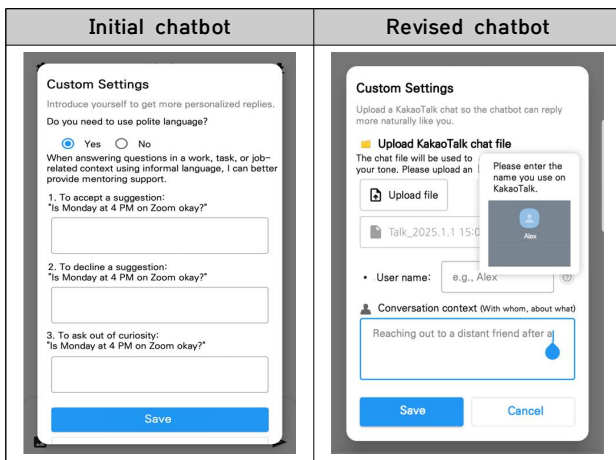 Initial chatbot
Revised chatbot
Custom Settings
Introduce yourself to get more personalized replies.
Do you need to use polite language?
Yes
No
When answering questions in a work, task, or job-
related context using informal language, I can better
provide mentoring support.
1. To accept a suggestion:
"Is Monday at 4 PM on Zoom okay?"
2. To decline a suggestion:
"Is Monday at 4 PM on Zoom okay?"
3. To ask out of curiosity:
"Is Monday at 4 PM on Zoom okay?"
Save
Custom Settings
Upload a KakaoTalk chat so the chatbot can reply
more naturally like you.
Upload KakaoTalk chat file
The chat file will be used to
your tone. Please upload an
Please enter the
name you use on
KakaoTalk.
Alex
Upload file
Talk_2025.1.1 15:0
• User name:
e.g., Alex
Conversation context (With whom, about what)
Reaching out to a distant friend after a
Save
Cancel